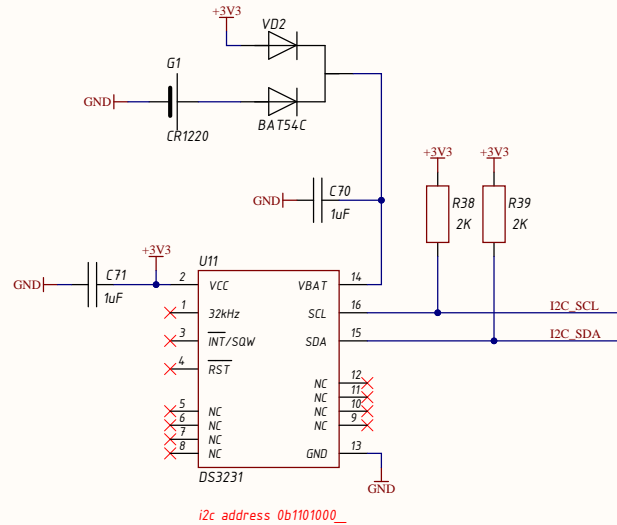 +3V3
VD2
G1
GND
CR1220
BAT54C
GND
C70
1uF
+3V3
+3V3
R38
2K
R39
2K
+3V3
U11
GND
C71
1uF
2
VCC
VBAT
14
1
32kHz
SCL
16
I2C_SCL
3
INT/SQW
SDA
15
I2C_SDA
4
RST
NC
12
NC
11
5
NC
NC
10
6
NC
NC
9
7
NC
8
NC
GND
13
DS3231
GND
i2c address 0b1101000_